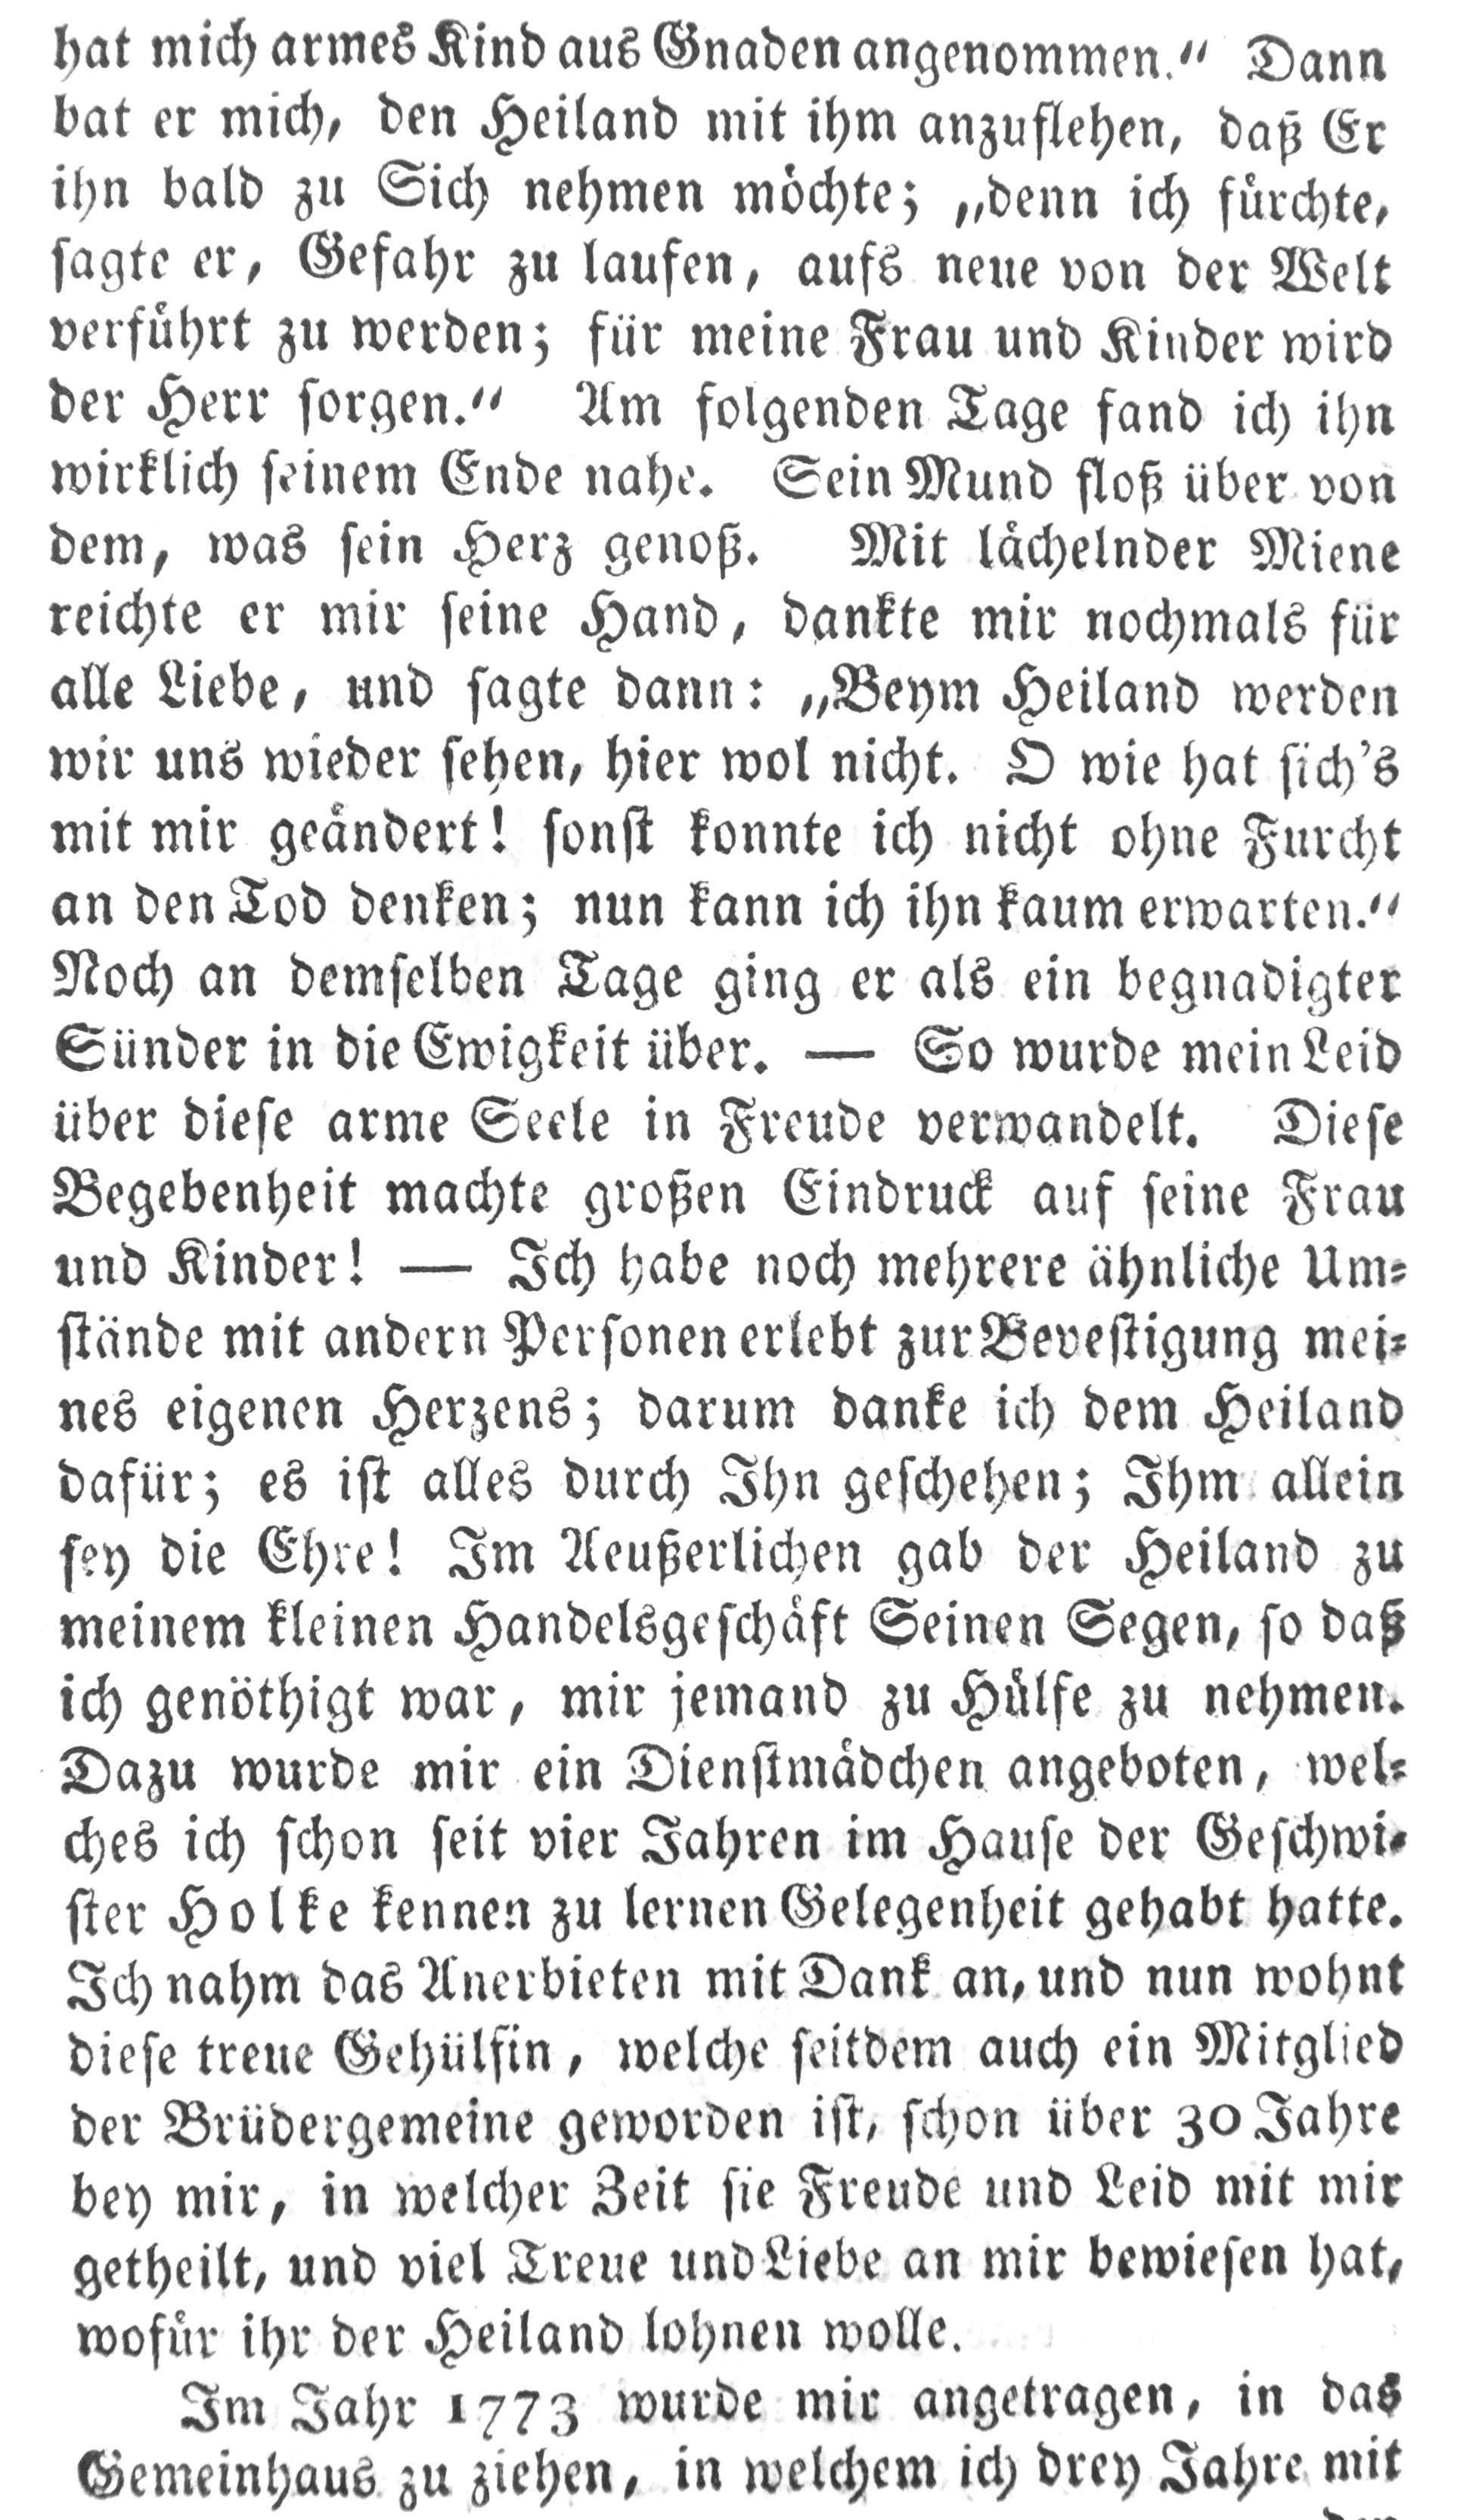 hat mich armes Kind aus Gnaden angenommen.“ Dann
bat er mich, den Heiland mit ihm anzuflehen, daß Er
ihn bald zu Sich nehmen möchte; „denn ich fürchte,
sagte er, Gefahr zu laufen, aufs neue von der Welt
verführt zu werden; für meine Frau und Kinder wird
der Herr sorgen.“ Am folgenden Tage fand ich ihn
wirklich seinem Ende nahe. Sein Mund floß über von
dem, was sein Herz genoß. Mit lächelnder Miene
reichte er mir seine Hand, dankte mir nochmals für
alle Liebe, und sagte dann: „Beym Heiland werden
wir uns wieder sehen, hier wol nicht. O wie hat sich's
mit mir geändert! sonst konnte ich nicht ohne Furcht
an den Tod denken; nun kann ich ihn kaum erwarten.“
Noch an demselben Tage ging er als ein begnadigter
Sünder in die Ewigkeit über. — So wurde mein Leid
über diese arme Seele in Freude verwandelt. Diese
Begebenheit machte großen Eindruck auf seine Frau
und Kinder! — Ich habe noch mehrere ähnliche Um-
stände mit andern Personen erlebt zur Bevestigung mei-
nes eigenen Herzens; darum danke ich dem Heiland
dafür; es ist alles durch Ihn geschehen; Ihm allein
sey die Ehre! Im Aeußerlichen gab der Heiland zu
meinem kleinen Handelsgeschäft Seinen Segen, so daß
ich genöthigt war, mir jemand zu Hülfe zu nehmen.
Dazu wurde mir ein Dienstmädchen angeboten, wel-
ches ich schon seit vier Jahren im Hause der Geschwi-
ster Holke kennen zu lernen Gelegenheit gehabt hatte.
Ich nahm das Anerbieten mit Dank an, und nun wohnt
diese treue Gehülfin, welche seitdem auch ein Mitglied
der Brüdergemeine geworden ist, schon über 30 Jahre
bey mir, in welcher Zeit sie Freude und Leid mit mir
getheilt, und viel Treue und Liebe an mir bewiesen hat,
wofür ihr der Heiland lohnen wolle.
Im Jahr 1773 wurde mir angetragen, in das
Gemeinhaus zu ziehen, in welchem ich drey Jahre mit